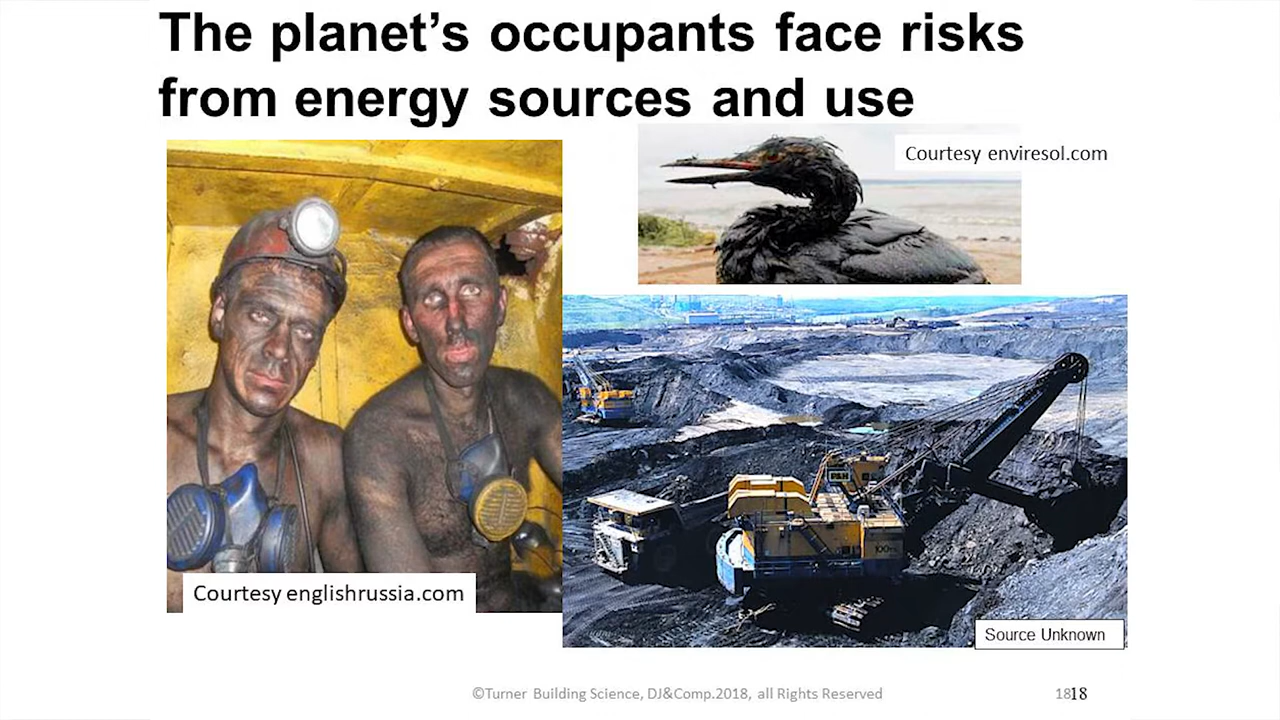 The planet’s occupants face risks
from energy sources and use
Courtesy enviresol.com
P&H
Courtesy englishrussia.com
Source Unknown
©Turner Building Science, DJ&Comp.2018, all Rights Reserved
1818